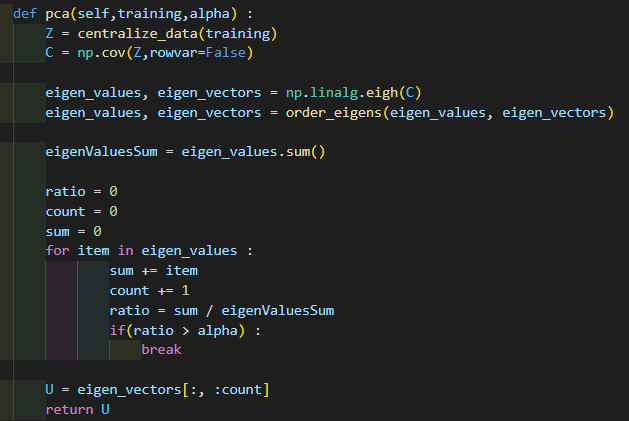 def pca(self,training,alpha) :
Z = centralize_data(training)
C = np.cov(Z,rowvar=False)
eigen_values, eigen_vectors = np.linalg.eigh(C)
eigen_values, eigen_vectors = order_eigens(eigen_values, eigen_vectors)
eigenValuesSum = eigen_values.sum()
ratio = 0
count = 0
sum = 0
for item in eigen_values :
sum += item
count += 1
ratio = sum / eigenValuesSum
if(ratio > alpha) :
break
U = eigen_vectors[:, :count]
return U